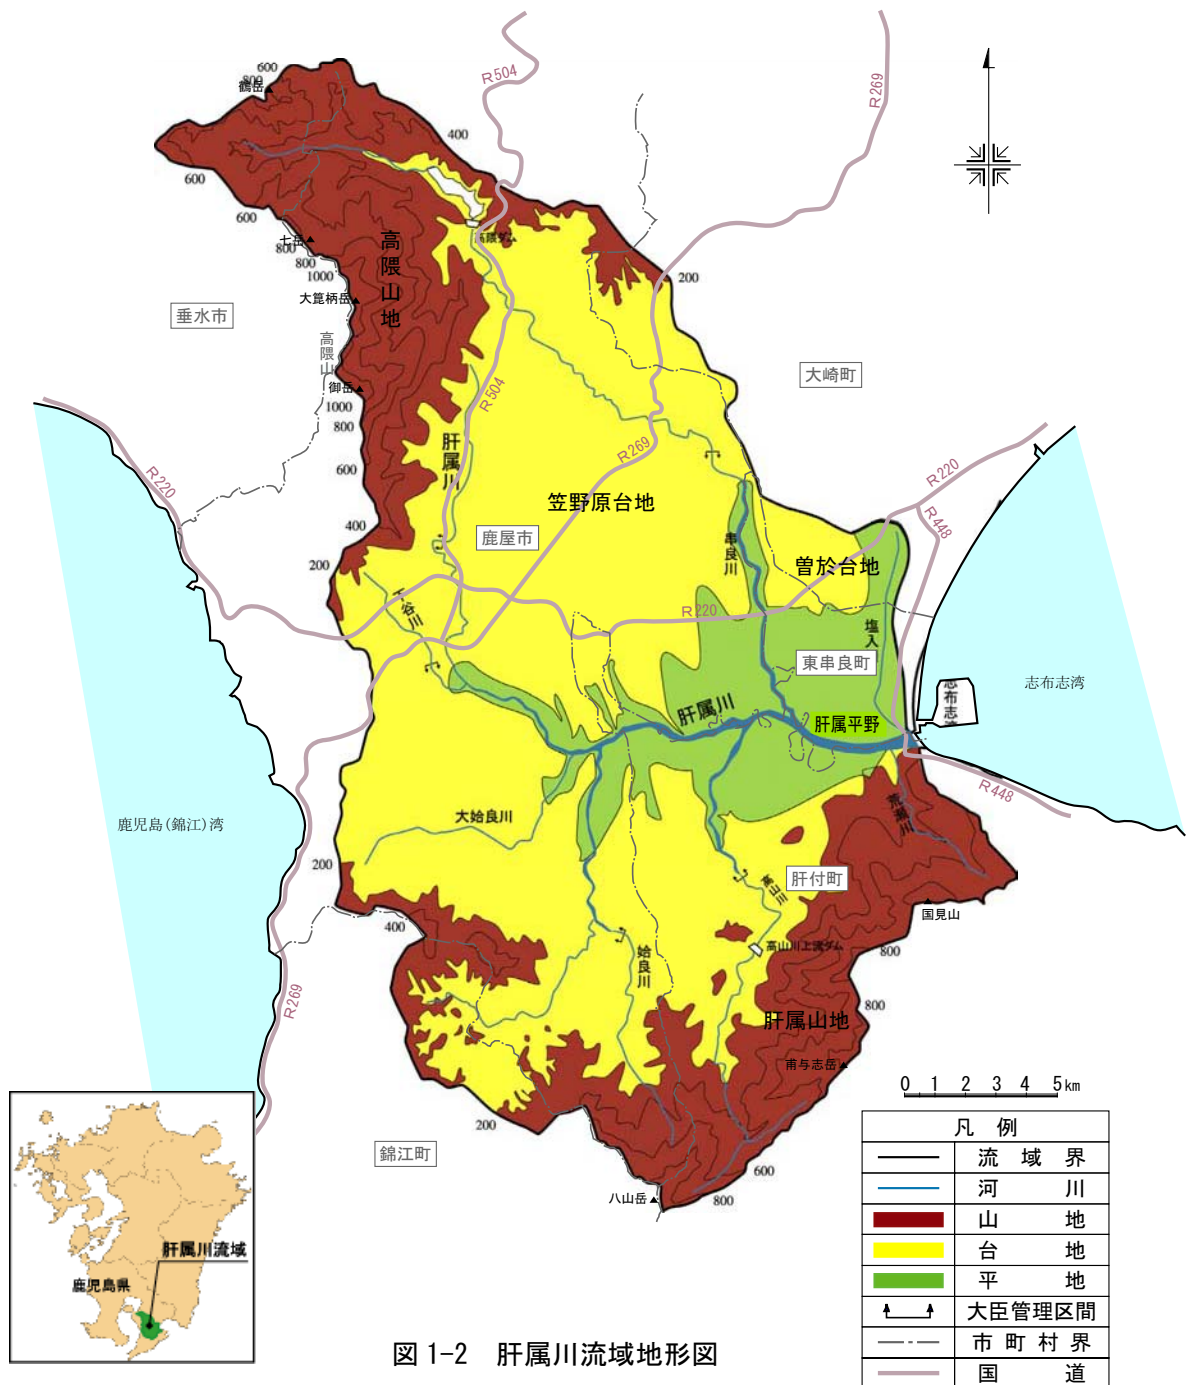 600
800
鶴岳
R504
R269
400
600
600
七岳
800
800
1000
高隈ダム
高隈山地
200
大箆柄岳
垂水市
高隈山
大崎町
御岳
1000
800
R504
肝属川
R269
600
R220
R220
笠野原台地
400
鹿屋市
R448
串良川
曽於台地
200
下谷川
R220
塩入
東串良町
志布志湾
志布志
肝属川
肝属平野
R448
荒瀬川
大姶良川
鹿児島(錦江)湾
200
高山川
肝付町
国見山
400
姶良川
高山川上流ダム
800
R269
800
肝属山地
甫与志岳
200
錦江町
600
八山岳
800
0 1 2 3 4 5km
凡 例
流 域 界
河 川
山 地
台 地
平 地
大臣管理区間
市 町 村 界
国 道
肝属川流域
鹿児島県
図 1-2 肝属川流域地形図